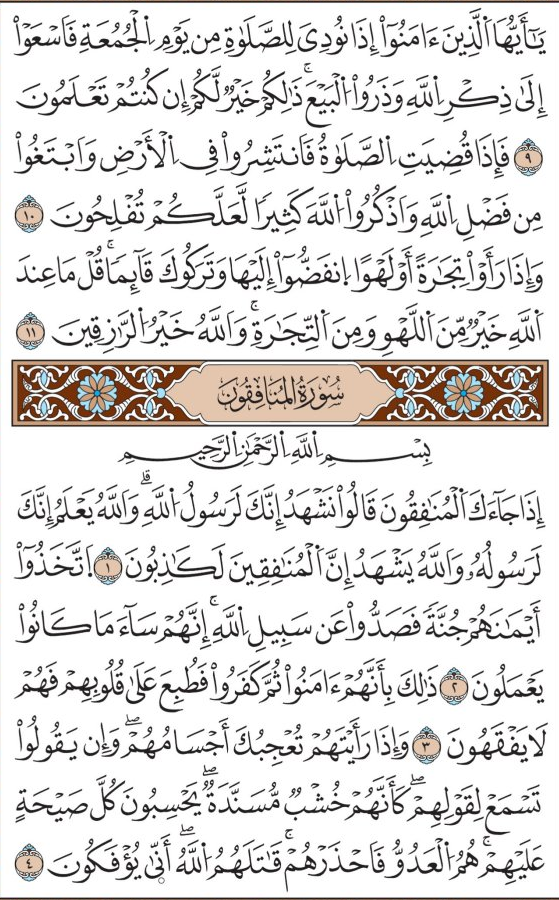 يَٰٓأَيُّهَا ٱلَّذِينَ ءَامَنُوٓاْ إِذَا نُودِيَ لِلصَّلَوٰةِ مِن يَوْمِ ٱلْجُمُعَةِ فَٱسْعَوْاْ
إِلَىٰ ذِكْرِ ٱللَّهِ وَذَرُواْ ٱلْبَيْعَۚ ذَٰلِكُمْ خَيْرٌ لَّكُمْ إِن كُنتُمْ تَعْلَمُونَ
٩ فَإِذَا قُضِيَتِ ٱلصَّلَوٰةُ فَٱنتَشِرُواْ فِي ٱلْأَرْضِ وَٱبْتَغُواْ
مِن فَضْلِ ٱللَّهِ وَٱذْكُرُواْ ٱللَّهَ كَثِيرًا لَّعَلَّكُمْ تُفْلِحُونَ ١٠
وَإِذَا رَأَوْاْ تِجَٰرَةً أَوْ لَهْوًا ٱنفَضُّوٓاْ إِلَيْهَا وَتَرَكُوكَ قَآئِمًاۚ قُلْ مَا عِندَ
ٱللَّهِ خَيْرٌ مِّنَ ٱللَّهْوِ وَمِنَ ٱلتِّجَٰرَةِۚ وَٱللَّهُ خَيْرُ ٱلرَّٰزِقِينَ ١١
سُورَةُ المُنَافِقُونَ
بِسْمِ ٱللَّهِ ٱلرَّحْمَٰنِ ٱلرَّحِيمِ
إِذَا جَآءَكَ ٱلْمُنَٰفِقُونَ قَالُواْ نَشْهَدُ إِنَّكَ لَرَسُولُ ٱللَّهِۗ وَٱللَّهُ يَعْلَمُ إِنَّكَ
لَرَسُولُهُۥ وَٱللَّهُ يَشْهَدُ إِنَّ ٱلْمُنَٰفِقِينَ لَكَٰذِبُونَ ١ ٱتَّخَذُوٓاْ
أَيْمَٰنَهُمْ جُنَّةً فَصَدُّواْ عَن سَبِيلِ ٱللَّهِۚ إِنَّهُمْ سَآءَ مَا كَانُواْ
يَعْمَلُونَ ٢ ذَٰلِكَ بِأَنَّهُمْ ءَامَنُواْ ثُمَّ كَفَرُواْ فَطُبِعَ عَلَىٰ قُلُوبِهِمْ فَهُمْ
لَا يَفْقَهُونَ ٣ وَإِذَا رَأَيْتَهُمْ تُعْجِبُكَ أَجْسَامُهُمْۖ وَإِن يَقُولُواْ
تَسْمَعْ لِقَوْلِهِمْۖ كَأَنَّهُمْ خُشُبٌ مُّسَنَّدَةٌۖ يَحْسَبُونَ كُلَّ صَيْحَةٍ
عَلَيْهِمْۚ هُمُ ٱلْعَدُوُّ فَٱحْذَرْهُمْۚ قَٰتَلَهُمُ ٱللَّهُۖ أَنَّىٰ يُؤْفَكُونَ ٤